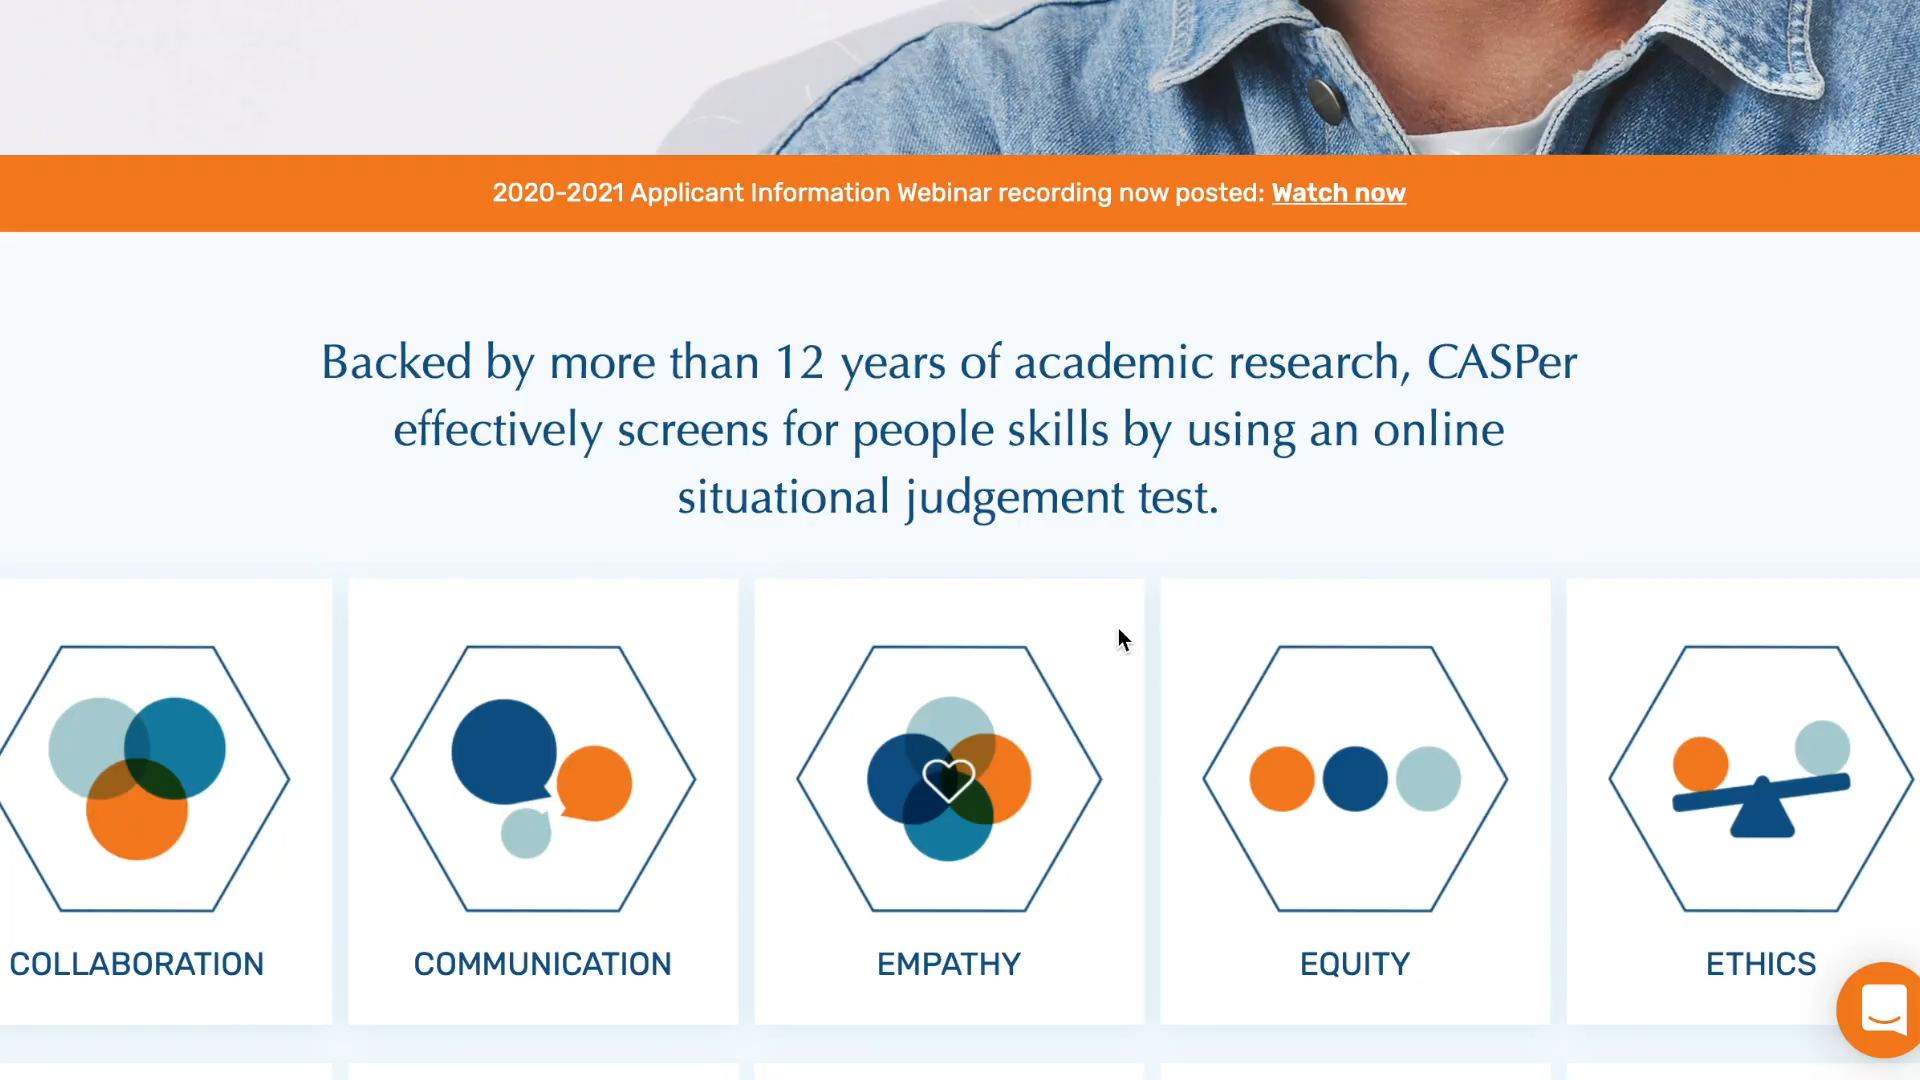 2020-2021 Applicant Information Webinar recording now posted: Watch now
Backed by more than 12 years of academic research, CASPer
effectively screens for people skills by using an online
situational judgement test.
COLLABORATION
COMMUNICATION
EMPATHY
EQUITY
ETHICS